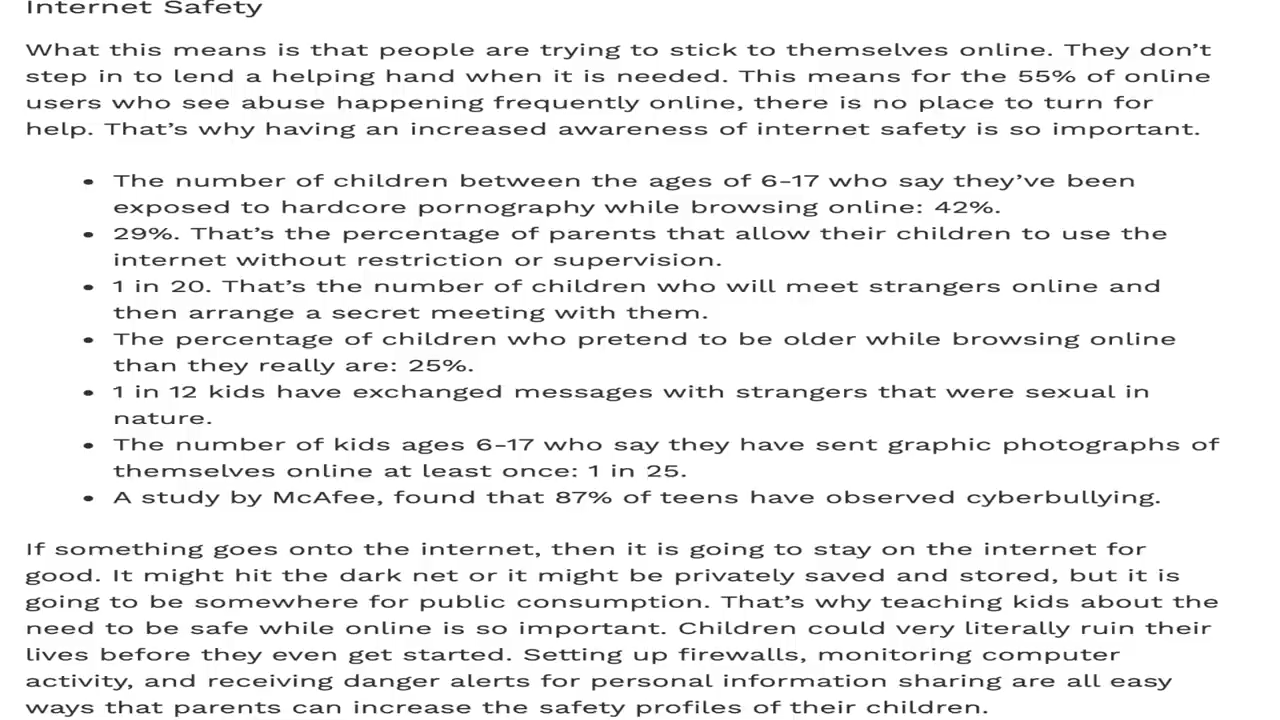 Internet Safety
What this means is that people are trying to stick to themselves online. They don’t
step in to lend a helping hand when it is needed. This means for the 55% of online
users who see abuse happening frequently online, there is no place to turn for
help. That’s why having an increased awareness of internet safety is so important.
• The number of children between the ages of 6-17 who say they’ve been
exposed to hardcore pornography while browsing online: 42%.
• 29%. That’s the percentage of parents that allow their children to use the
internet without restriction or supervision.
• 1 in 20. That’s the number of children who will meet strangers online and
then arrange a secret meeting with them.
• The percentage of children who pretend to be older while browsing online
than they really are: 25%.
• 1 in 12 kids have exchanged messages with strangers that were sexual in
nature.
• The number of kids ages 6-17 who say they have sent graphic photographs of
themselves online at least once: 1 in 25.
• A study by McAfee, found that 87% of teens have observed cyberbullying.
If something goes onto the internet, then it is going to stay on the internet for
good. It might hit the dark net or it might be privately saved and stored, but it is
going to be somewhere for public consumption. That’s why teaching kids about the
need to be safe while online is so important. Children could very literally ruin their
lives before they even get started. Setting up firewalls, monitoring computer
activity, and receiving danger alerts for personal information sharing are all easy
ways that parents can increase the safety profiles of their children.